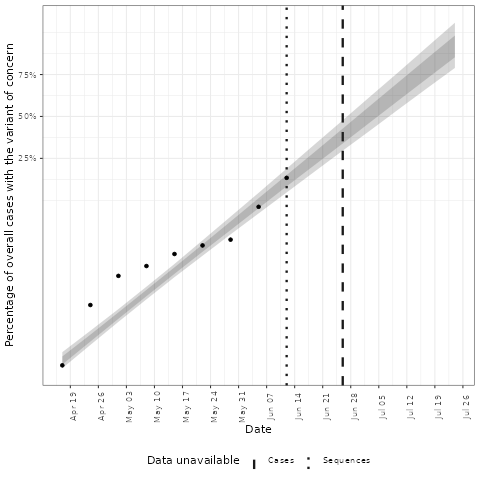 Percentage of overall cases with the variant of concern
75%
50%
25%
Apr 19
Apr 26
May 03
May 10
May 17
May 24
May 31
Jun 07
Jun 14
Jun 21
Jun 28
Jul 05
Jul 12
Jul 19
Jul 26
Date
Data unavailable Cases Sequences